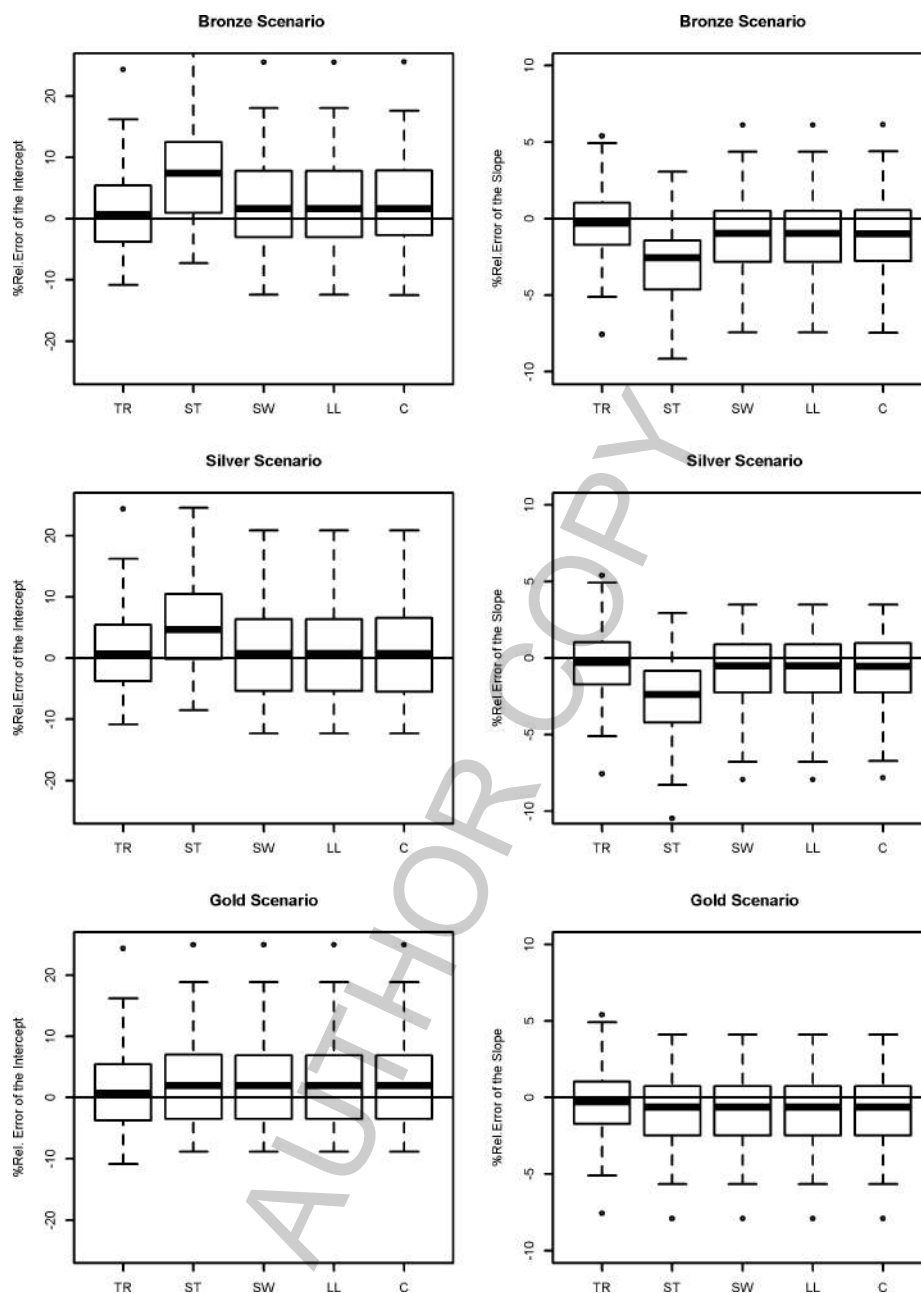 Bronze Scenario
%Rel.Error of the Intercept
20
10
0
-10
-20
TR ST SW LL C
Bronze Scenario
%Rel.Error of the Slope
10
5
0
-5
-10
TR ST SW LL C
Silver Scenario
%Rel.Error of the Intercept
20
10
0
-10
-20
TR ST SW LL C
Silver Scenario
%Rel.Error of the Slope
10
5
0
-5
-10
TR ST SW LL C
Gold Scenario
%Rel.Error of the Intercept
20
10
0
-10
-20
TR ST SW LL C
Gold Scenario
%Rel.Error of the Slope
10
5
0
-5
-10
TR ST SW LL C
AUTHOR COPY